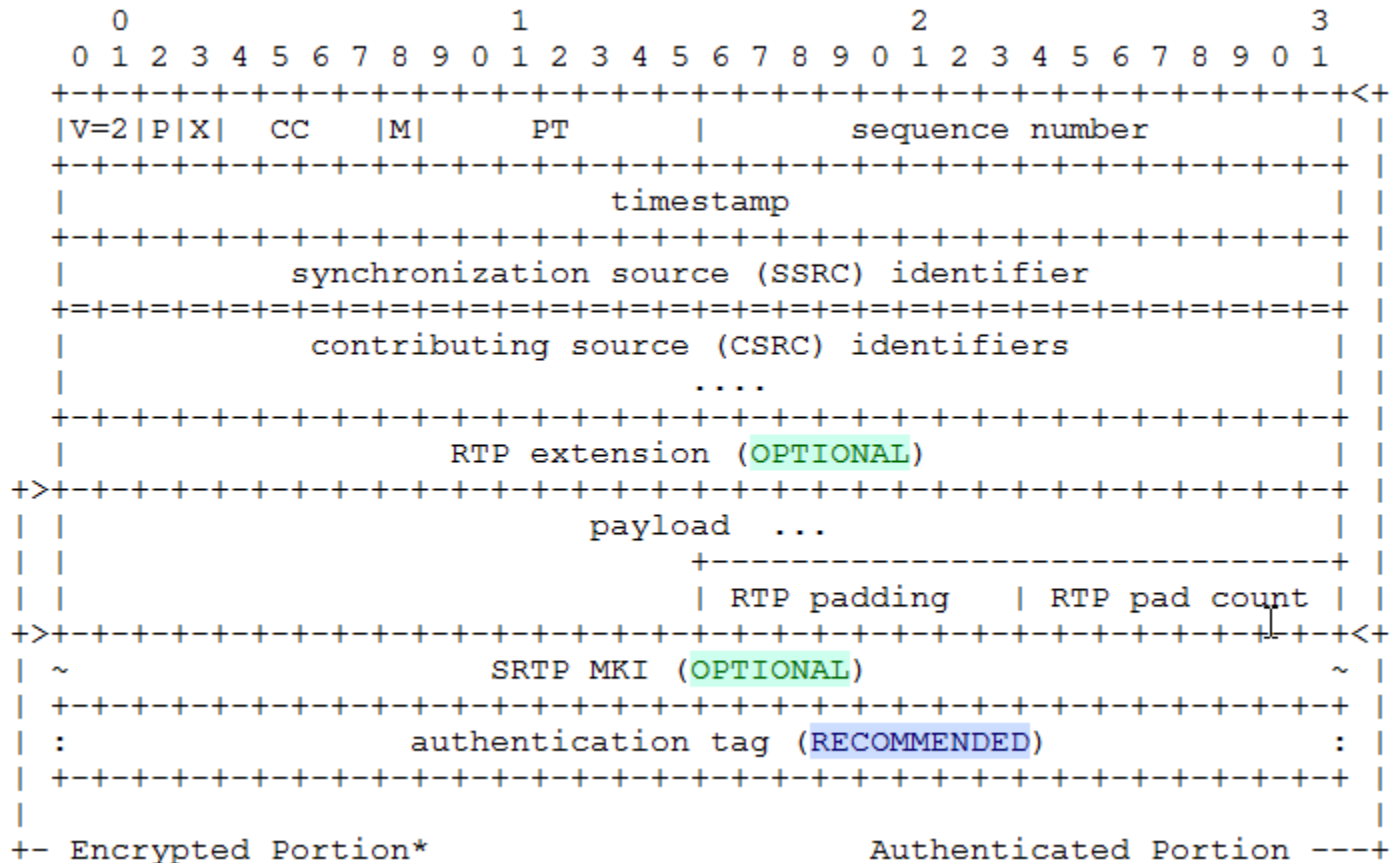 0                   1                   2                   3
0 1 2 3 4 5 6 7 8 9 0 1 2 3 4 5 6 7 8 9 0 1 2 3 4 5 6 7 8 9 0 1
+-+-+-+-+-+-+-+-+-+-+-+-+-+-+-+-+-+-+-+-+-+-+-+-+-+-+-+-+-+-+-+-+<+
|V=2|P|X|  CC   |M|     PT      |       sequence number         | |
+-+-+-+-+-+-+-+-+-+-+-+-+-+-+-+-+-+-+-+-+-+-+-+-+-+-+-+-+-+-+-+-+ |
|                           timestamp                           | |
+-+-+-+-+-+-+-+-+-+-+-+-+-+-+-+-+-+-+-+-+-+-+-+-+-+-+-+-+-+-+-+-+ |
|           synchronization source (SSRC) identifier            | |
+=+=+=+=+=+=+=+=+=+=+=+=+=+=+=+=+=+=+=+=+=+=+=+=+=+=+=+=+=+=+=+=+ |
|            contributing source (CSRC) identifiers             | |
|                               ....                            | |
+-+-+-+-+-+-+-+-+-+-+-+-+-+-+-+-+-+-+-+-+-+-+-+-+-+-+-+-+-+-+-+-+ |
|                   RTP extension (OPTIONAL)                    | |
+>+-+-+-+-+-+-+-+-+-+-+-+-+-+-+-+-+-+-+-+-+-+-+-+-+-+-+-+-+-+-+-+-+ |
| |                          payload  ...                         | |
| |                               +-------------------------------+ |
| |                               | RTP padding   | RTP pad count | |
+>+-+-+-+-+-+-+-+-+-+-+-+-+-+-+-+-+-+-+-+-+-+-+-+-+-+-+-+-+-+-+-+-+<+
| ~                     SRTP MKI (OPTIONAL)                       ~ |
| +-+-+-+-+-+-+-+-+-+-+-+-+-+-+-+-+-+-+-+-+-+-+-+-+-+-+-+-+-+-+-+-+ |
| :                 authentication tag (RECOMMENDED)              : |
| +-+-+-+-+-+-+-+-+-+-+-+-+-+-+-+-+-+-+-+-+-+-+-+-+-+-+-+-+-+-+-+-+ |
|                                                                   |
+- Encrypted Portion*                      Authenticated Portion ---+